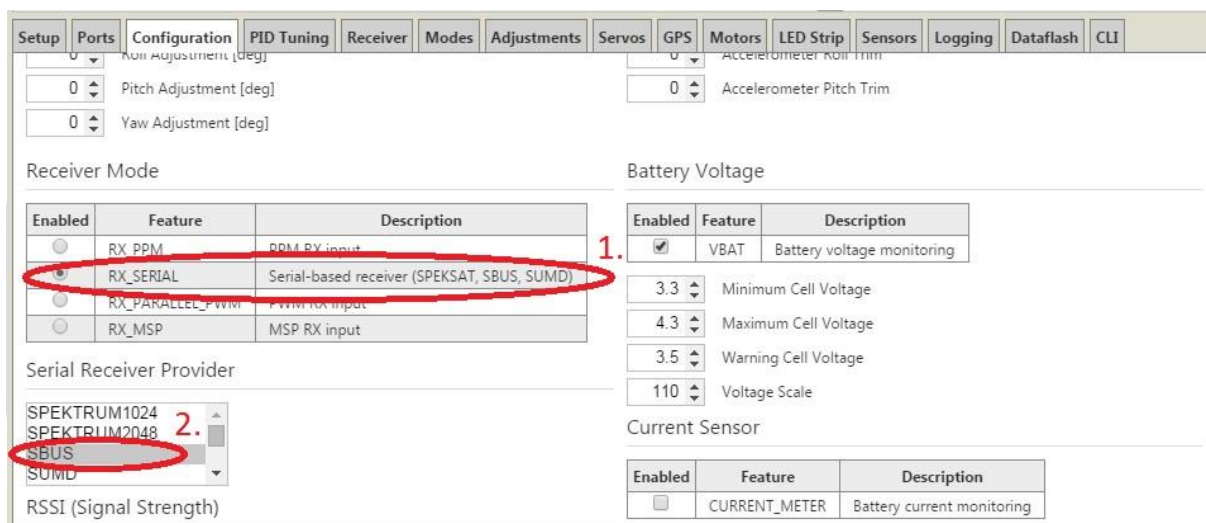 Setup Ports Configuration PID Tuning Receiver Modes Adjustments Servos GPS Motors LED Strip Sensors Logging Dataflash CLI
0 Roll Adjustment [deg]
0 Pitch Adjustment [deg]
0 Yaw Adjustment [deg]
0 Accelerometer Roll Trim
0 Accelerometer Pitch Trim
Receiver Mode
Enabled Feature Description
RX_PPM PPM RX input
1.
RX_SERIAL Serial-based receiver (SPEKSAT, SBUS, SUMD)
RX_PARALLEL_PWM PWM RX input
RX_MSP MSP RX input
Serial Receiver Provider
SPEKTRUM1024
SPEKTRUM2048
2.
SBUS
SUMD
RSSI (Signal Strength)
Battery Voltage
Enabled Feature Description
VBAT Battery voltage monitoring
3.3 Minimum Cell Voltage
4.3 Maximum Cell Voltage
3.5 Warning Cell Voltage
110 Voltage Scale
Current Sensor
Enabled Feature Description
CURRENT_METER Battery current monitoring